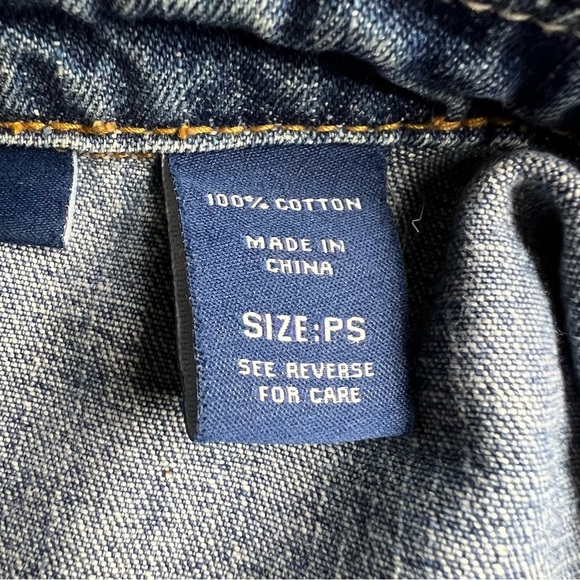 100% COTTON
MADE IN
CHINA
SIZE:PS
SEE REVERSE
FOR CARE